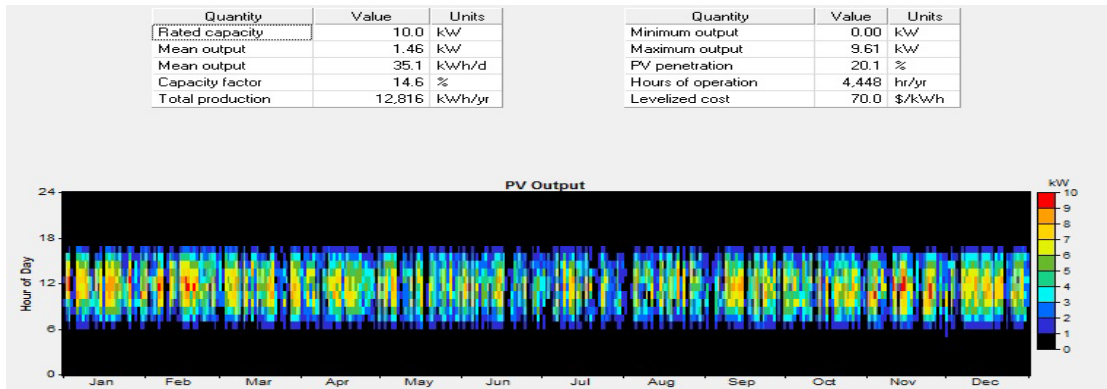 Quantity Value Units
Rated capacity 10.0 kW
Mean output 1.46 kW
Mean output 35.1 kWh/d
Capacity factor 14.6 %
Total production 12,816 kWh/yr
Quantity Value Units
Minimum output 0.00 kW
Maximum output 9.61 kW
PV penetration 20.1 %
Hours of operation 4,448 hr/yr
Levelized cost 70.0 $/kWh
PV Output
Hour of Day
24
18
12
6
0
Jan Feb Mar Apr May Jun Jul Aug Sep Oct Nov Dec
kW
10
9
8
7
6
5
4
3
2
1
0